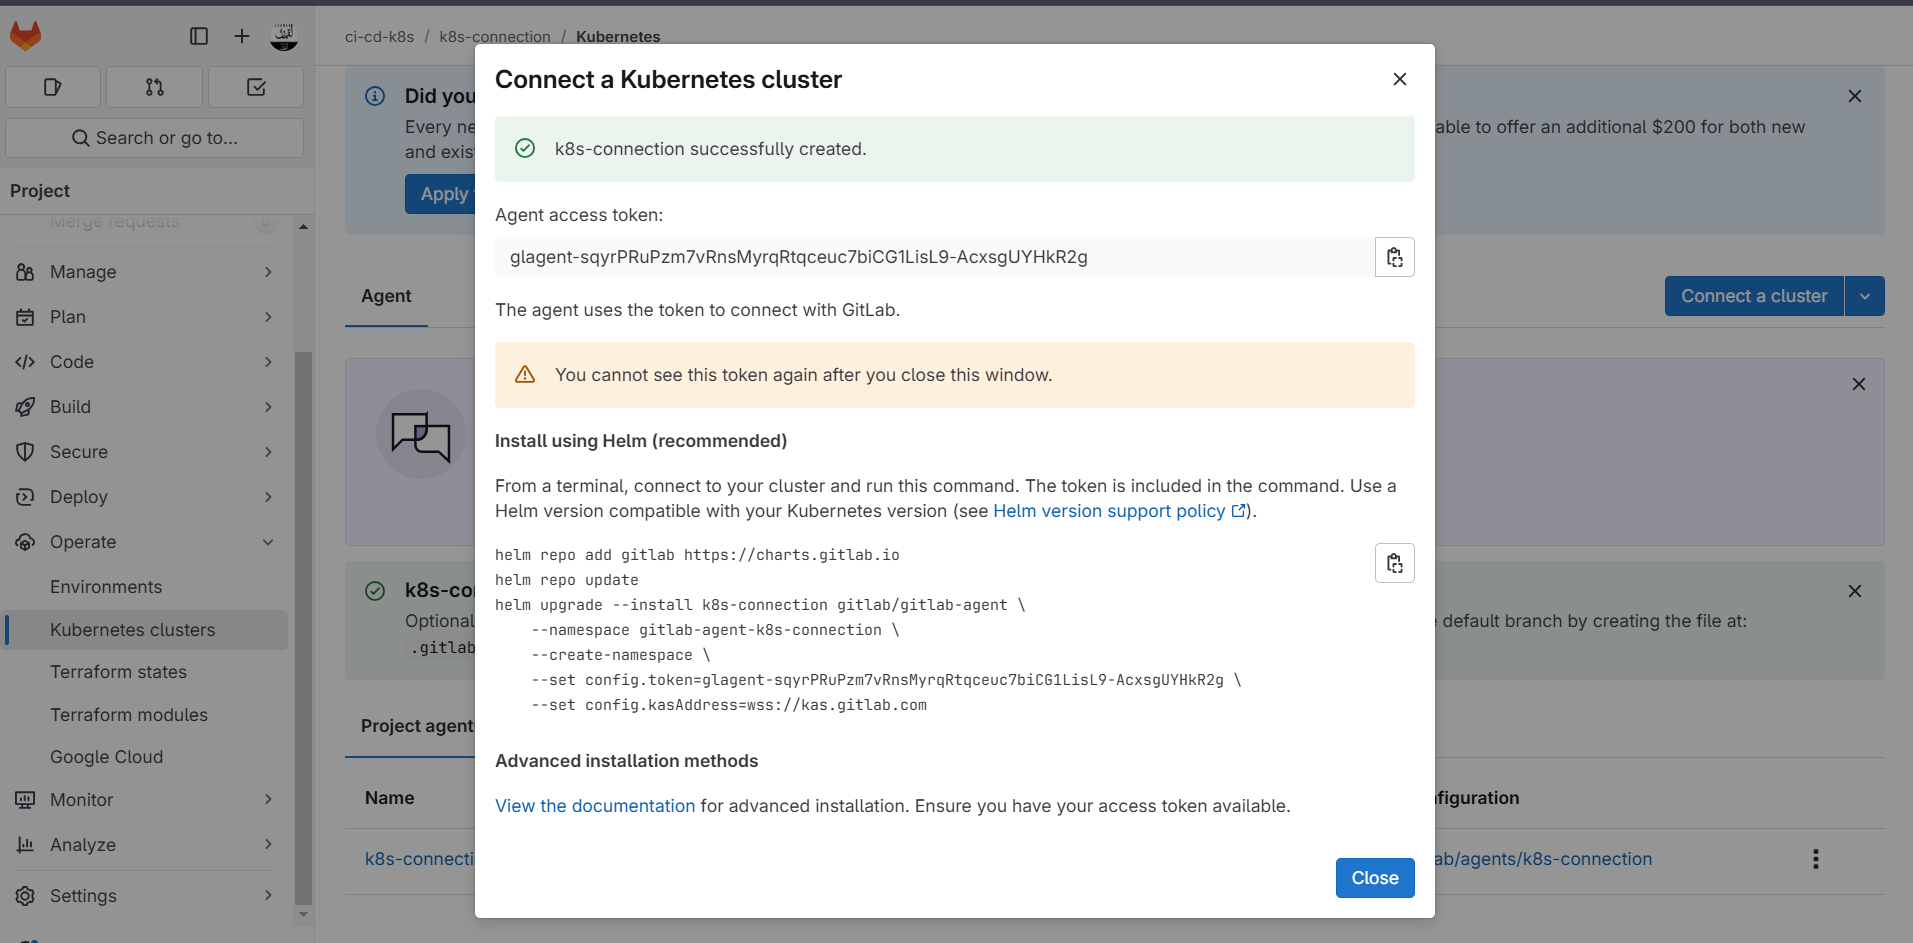 ci-cd-k8s / k8s-connection / Kubernetes
Search or go to...
Project
Merge requests 0
Manage
Plan
Code
Build
Secure
Deploy
Operate
Environments
Kubernetes clusters
Terraform states
Terraform modules
Google Cloud
Monitor
Analyze
Settings
Did you
Every ne
able to offer an additional $200 for both new
and exis
Apply
Agent
Connect a cluster
k8s-co
Optional
e default branch by creating the file at:
.gitlab
Project agent
Name
figuration
k8s-connecti
ab/agents/k8s-connection
Connect a Kubernetes cluster
k8s-connection successfully created.
Agent access token:
glagent-sqyrPRuPzm7vRnsMyrqRtqceuc7biCG1LisL9-AcxsgUYHkR2g
The agent uses the token to connect with GitLab.
You cannot see this token again after you close this window.
Install using Helm (recommended)
From a terminal, connect to your cluster and run this command. The token is included in the command. Use a
Helm version compatible with your Kubernetes version (see Helm version support policy).
helm repo add gitlab https://charts.gitlab.io
helm repo update
helm upgrade --install k8s-connection gitlab/gitlab-agent \
--namespace gitlab-agent-k8s-connection \
--create-namespace \
--set config.token=glagent-sqyrPRuPzm7vRnsMyrqRtqceuc7biCG1LisL9-AcxsgUYHkR2g \
--set config.kasAddress=wss://kas.gitlab.com
Advanced installation methods
View the documentation for advanced installation. Ensure you have your access token available.
Close